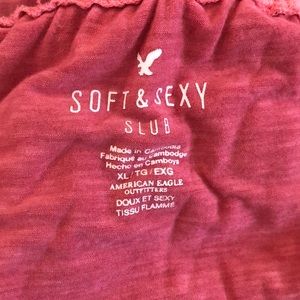 SOFT & SEXY
SLUB
Made in Cambodia
Fabriqué au Cambodge
Hecho en Camboya
XL / TG / EXG
AMERICAN EAGLE
OUTFITTERS
DOUX ET SEXY
TISSU FLAMMÉ